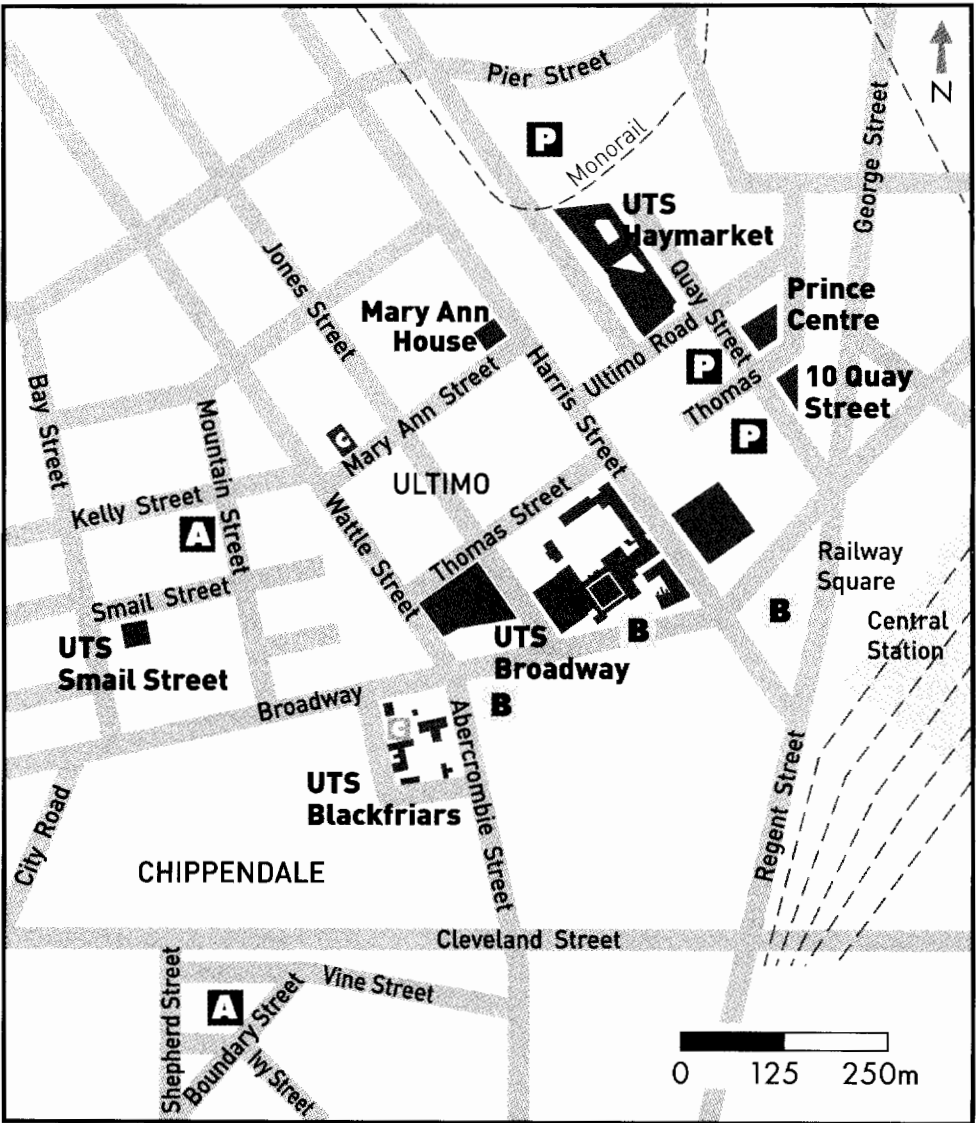 Pier Street
N
P
Monorail
George Street
UTS
Haymarket
Jones Street
Quay Street
Prince
Centre
Mary Ann
House
Ultimo Road
P
10 Quay
Street
Thomas
Harris Street
Bay Street
Mountain Street
C
Mary Ann Street
P
ULTIMO
Kelly Street
A
Wattle Street
Thomas Street
Railway
Square
Smail Street
B
B
Central
Station
UTS
Smail Street
UTS
Broadway
Broadway
B
C
Abercrombie Street
UTS
Blackfriars
Regent Street
City Road
CHIPPENDALE
Cleveland Street
Shepherd Street
Vine Street
A
Boundary Street
Ivy Street
0 125 250m